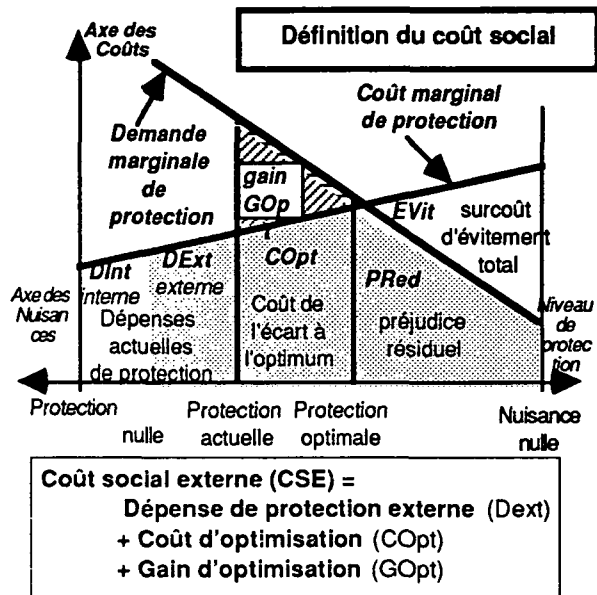 Axe des
Coûts
Définition du coût social
Demande
marginale
de
protection
Coût marginal
de protection
gain
GOp
EVit
surcoût
d'évitement
total
DInt
interne
DExt
externe
COpt
PRed
Axe des
Nuisan
ces
Dépenses
actuelles
de protection
Coût de
l'écart à
l'optimum
préjudice
résiduel
Niveau
de
protec
tion
Protection
nulle
Protection
actuelle
Protection
optimale
Nuisance
nulle
Coût social externe (CSE) =
Dépense de protection externe (Dext)
+ Coût d'optimisation (COpt)
+ Gain d'optimisation (GOpt)